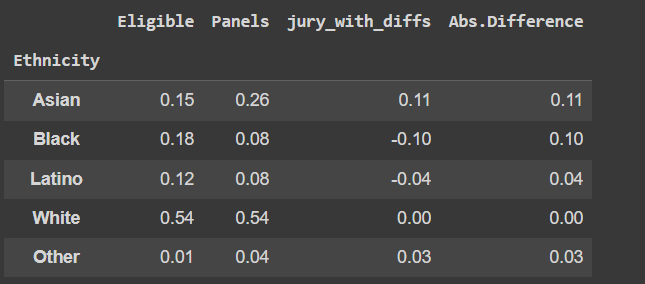 Eligible Panels jury_with_diffs Abs.Difference
Ethnicity
Asian 0.15 0.26 0.11 0.11
Black 0.18 0.08 -0.10 0.10
Latino 0.12 0.08 -0.04 0.04
White 0.54 0.54 0.00 0.00
Other 0.01 0.04 0.03 0.03